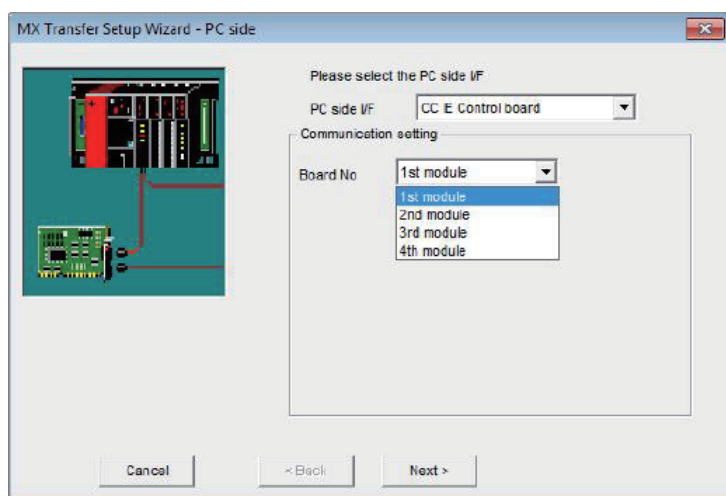 MX Transfer Setup Wizard - PC side
Please select the PC side I/F
PC side I/F CC IE Control board
Communication setting
Board No 1st module
1st module
2nd module
3rd module
4th module
Cancel < Back Next >